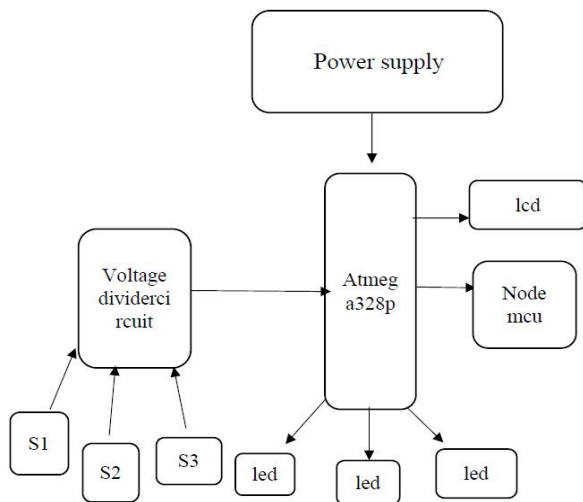 Power supply
lcd
Voltage
dividerci
rcuit
Atmeg
a328p
Node
mcu
S1
S2
S3
led
led
led